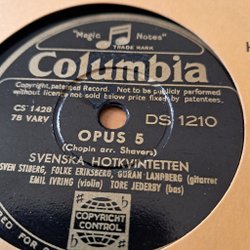 "Magic Notes"
TRADE MARK
Columbia
Copyright, patented Record. Not to be publicly performed
without licence nor sold below price fixed by patentees.
CS 1428
78 VARV
DS 1210
OPUS 5
(Chopin arr. Shavers)
SVENSKA HOTKVINTETTEN
SVEN STIBERG, FOLKE ERIKSBERG, GÖRAN LANDBERG (gitarrer
EMIL IVRING (violin) TORE JEDERBY (bas)
COPYRIGHT
CONTROL